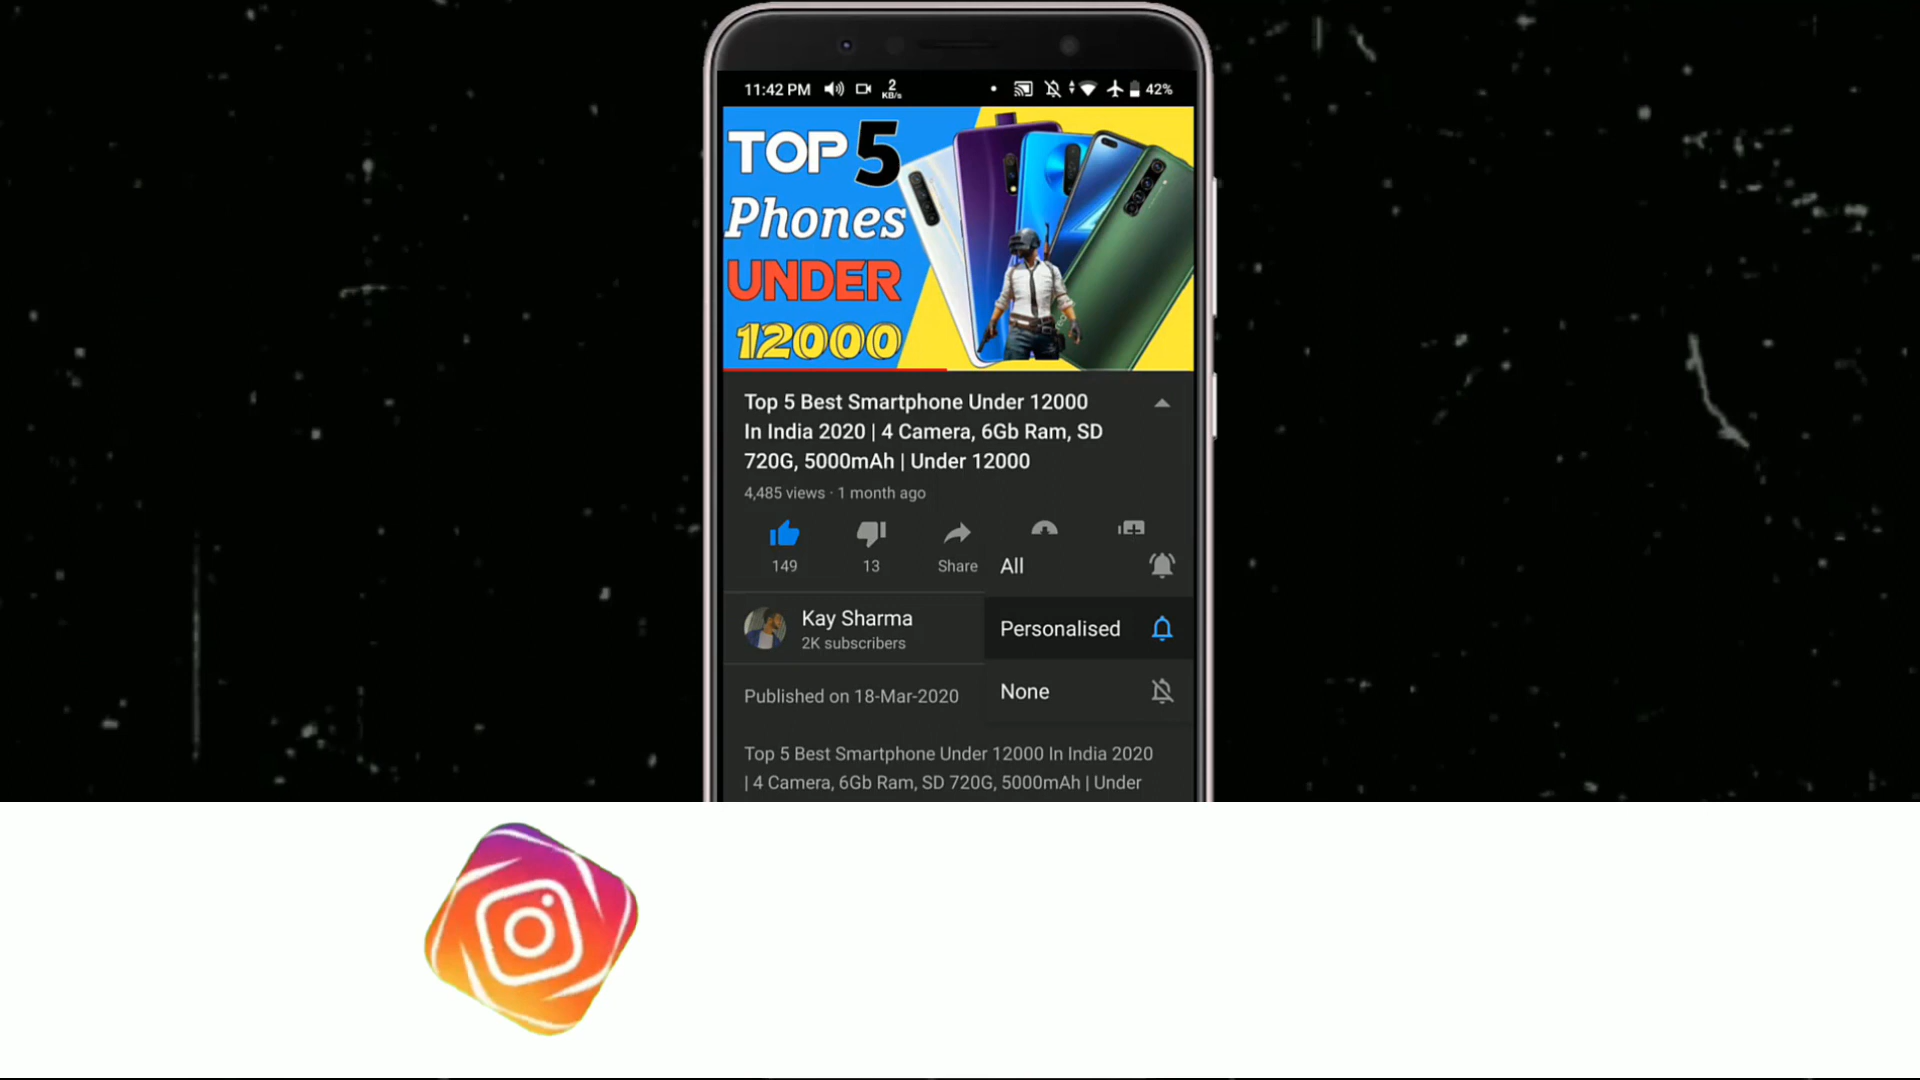 11:42 PM 2 KB/s 42%
TOP 5
Phones
UNDER
12000
Top 5 Best Smartphone Under 12000
In India 2020 | 4 Camera, 6Gb Ram, SD
720G, 5000mAh | Under 12000
4,485 views · 1 month ago
149 13 Share
All
Kay Sharma
2K subscribers
Personalised
None
Published on 18-Mar-2020
Top 5 Best Smartphone Under 12000 In India 2020
| 4 Camera, 6Gb Ram, SD 720G, 5000mAh | Under